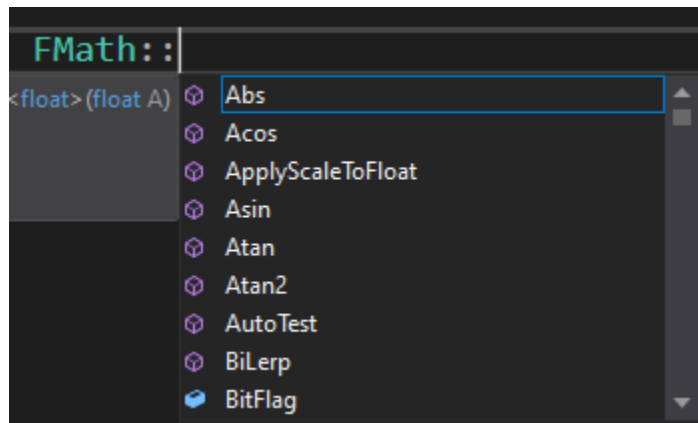 FMath::
<float>(float A)
Abs
Acos
ApplyScaleToFloat
Asin
Atan
Atan2
AutoTest
BiLerp
BitFlag